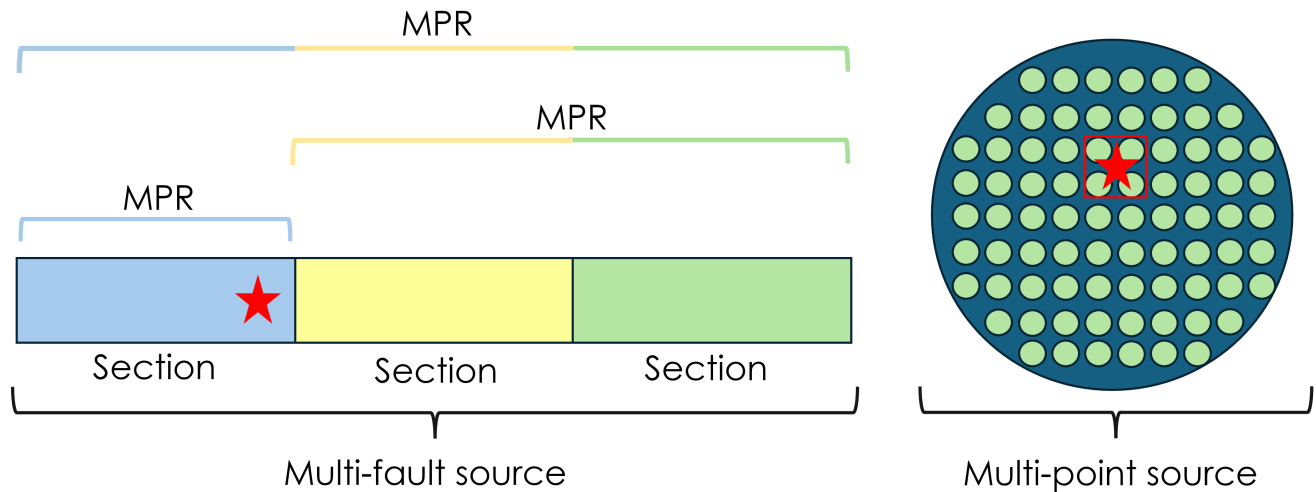 MPR
MPR
MPR
Section
Section
Section
Multi-fault source
Multi-point source